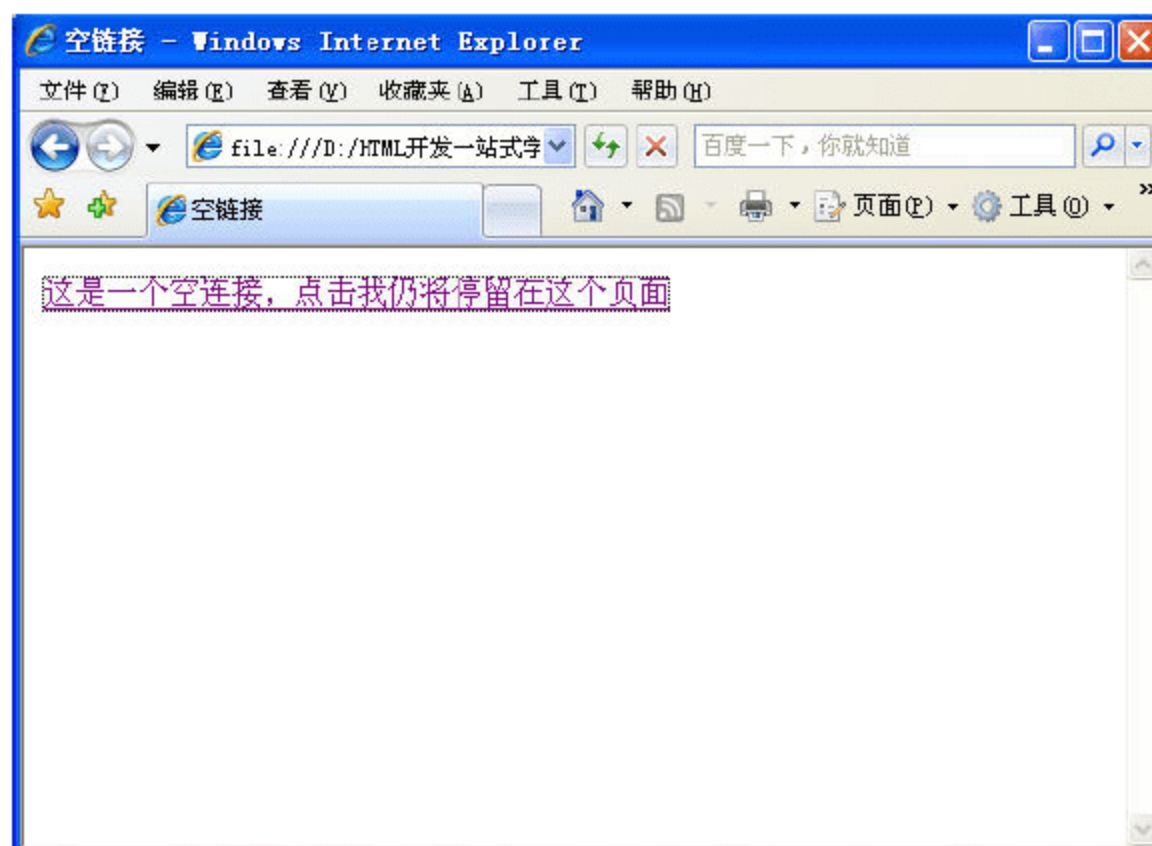 空链接 - Windows Internet Explorer
文件(F) 编辑(E) 查看(V) 收藏夹(A) 工具(T) 帮助(H)
file:///D:/HTML开发一站式学 百度一下，你就知道
空链接 页面(P) 工具(O) »
这是一个空连接，点击我仍将停留在这个页面